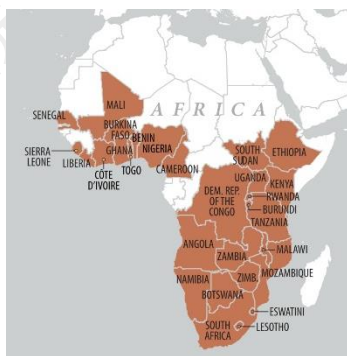 AFRICA
MALI
SENEGAL
BURKINA
FASO
BENIN
GHANA
NIGERIA
SIERRA
LEONE
LIBERIA
CÔTE
D'IVOIRE
TOGO
CAMEROON
SOUTH
SUDAN
ETHIOPIA
UGANDA
KENYA
DEM. REP.
OF THE
CONGO
RWANDA
BURUNDI
TANZANIA
ANGOLA
MALAWI
ZAMBIA
MOZAMBIQUE
ZIMB.
NAMIBIA
BOTSWANA
ESWATINI
SOUTH
AFRICA
LESOTHO